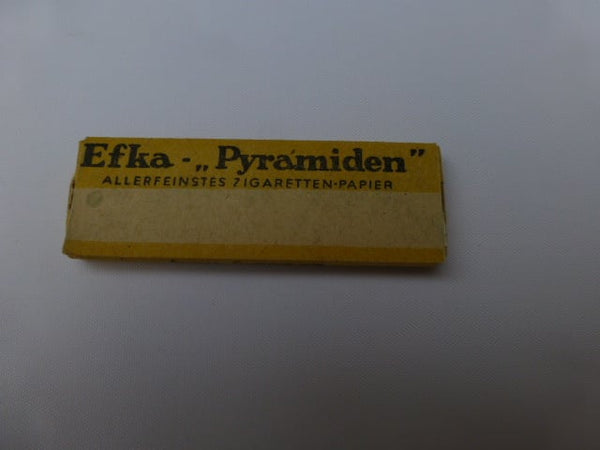 Efka - „Pyramiden”
ALLERFEINSTES ZIGARETTEN-PAPIER